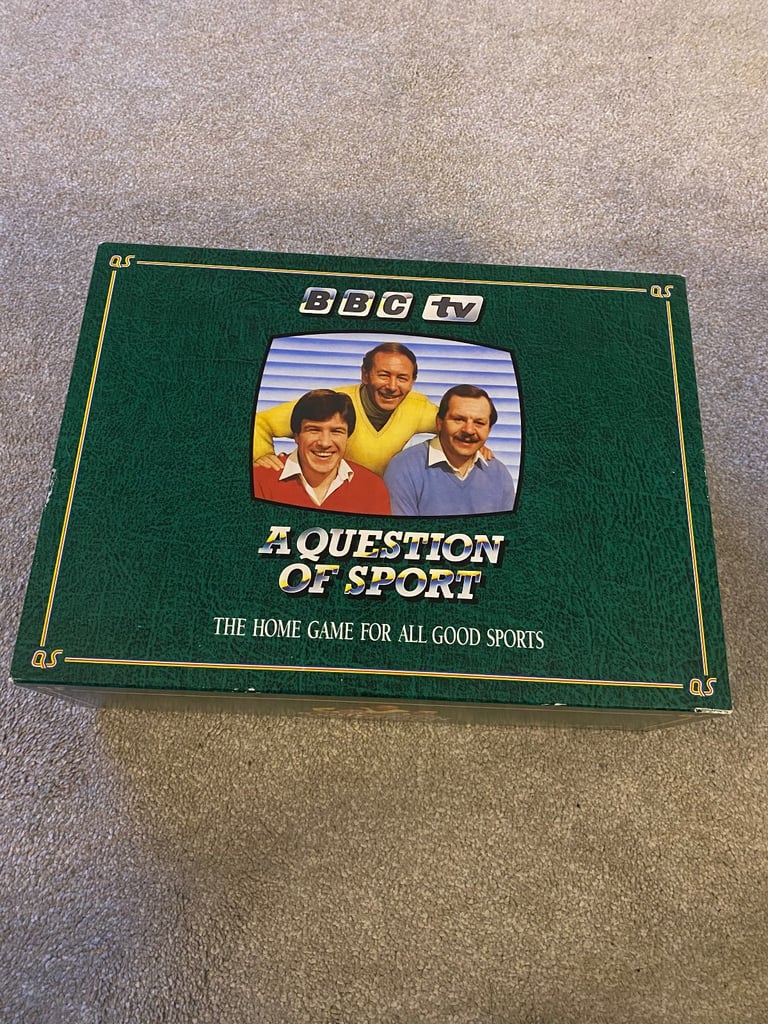 QS
QS
BBC tv
A QUESTION
OF SPORT
THE HOME GAME FOR ALL GOOD SPORTS
QS
QS